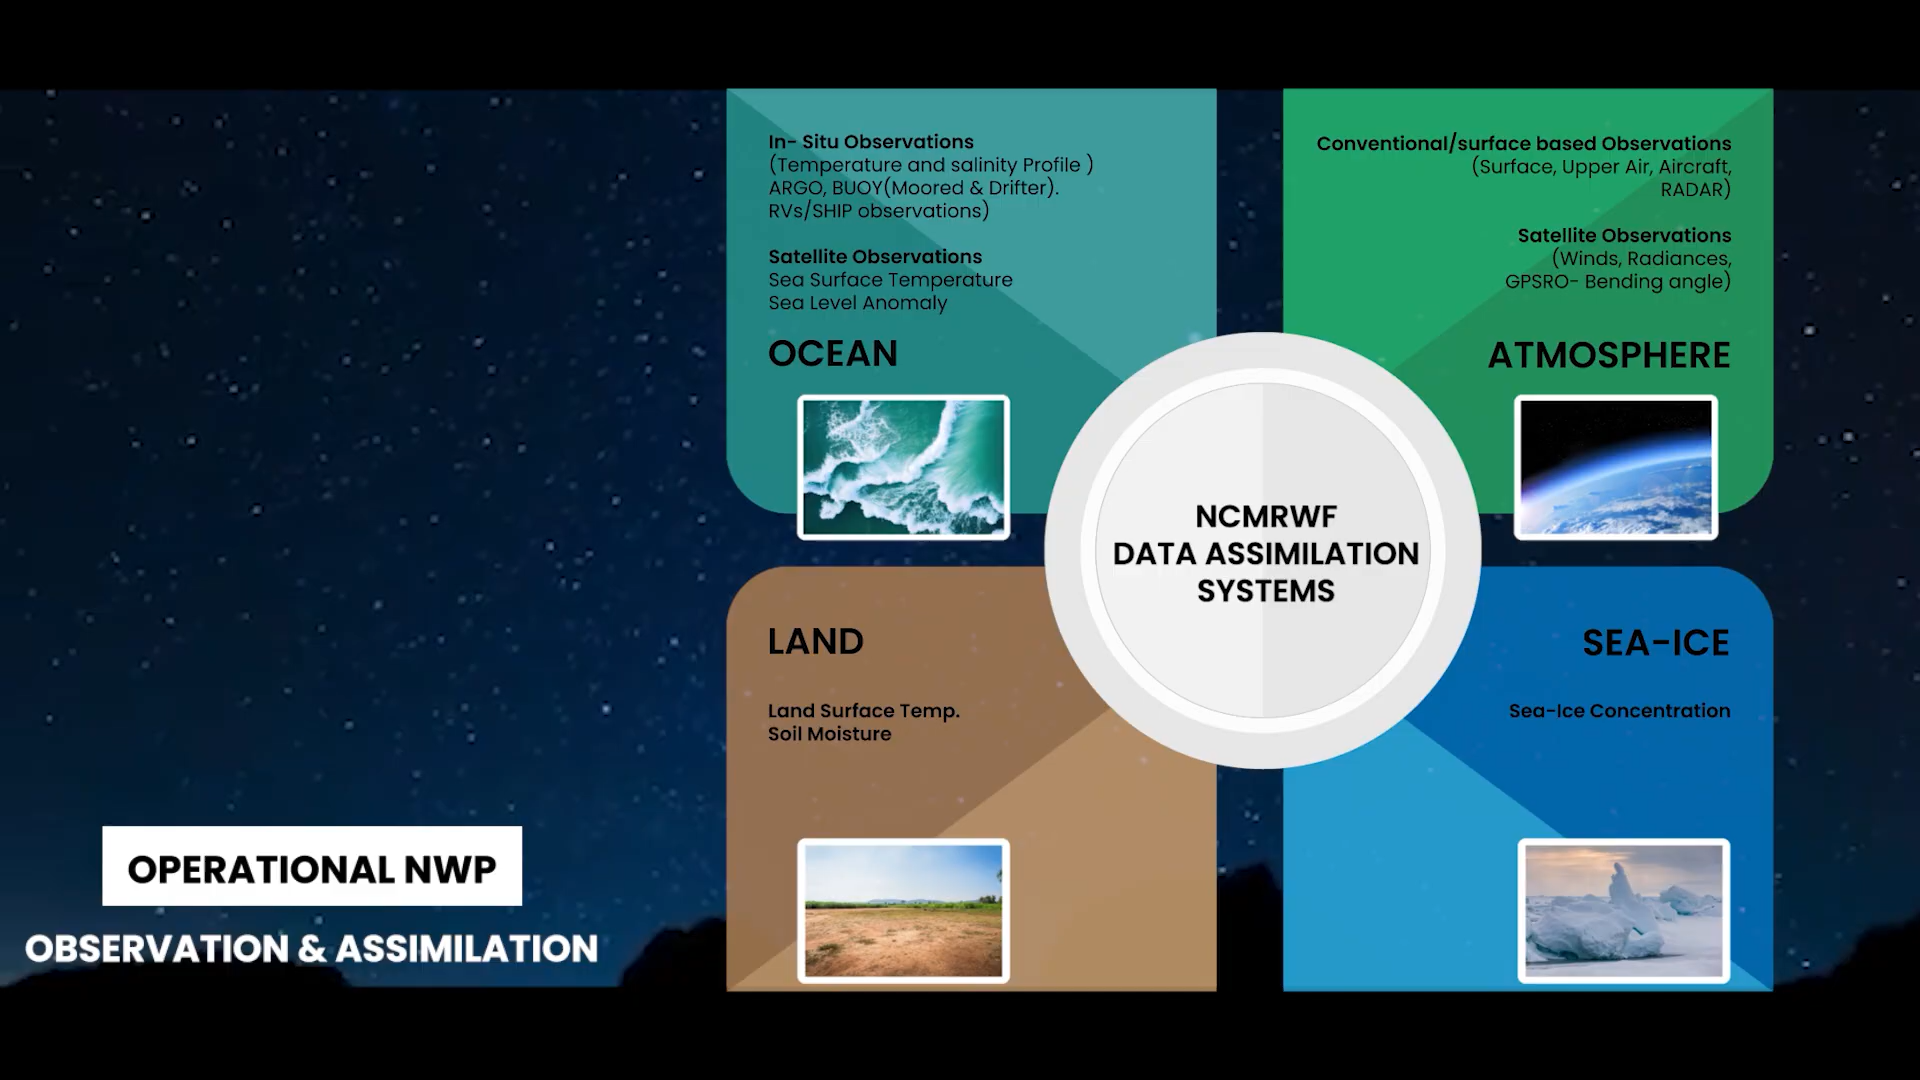 In- Situ Observations
(Temperature and salinity Profile )
ARGO, BUOY(Moored & Drifter).
RVs/SHIP observations)
Satellite Observations
Sea Surface Temperature
Sea Level Anomaly
OCEAN
Conventional/surface based Observations
(Surface, Upper Air, Aircraft,
RADAR)
Satellite Observations
(Winds, Radiances,
GPSRO- Bending angle)
ATMOSPHERE
NCMRWF
DATA ASSIMILATION
SYSTEMS
LAND
Land Surface Temp.
Soil Moisture
SEA-ICE
Sea-Ice Concentration
OPERATIONAL NWP
OBSERVATION & ASSIMILATION